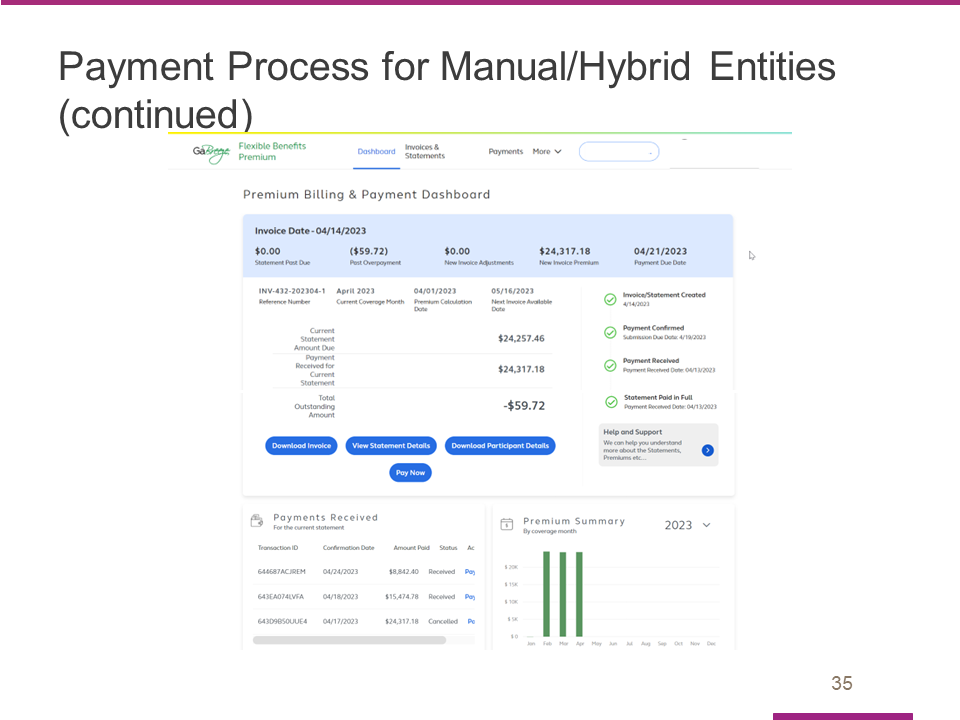 Payment Process for Manual/Hybrid Entities
(continued)
GaBreeze
Flexible Benefits
Premium
Dashboard
Invoices &
Statements
Payments
More
Premium Billing & Payment Dashboard
Invoice Date - 04/14/2023
$0.00
Statement Past Due
($59.72)
Past Overpayment
$0.00
New Invoice Adjustments
$24,317.18
New Invoice Premium
04/21/2023
Payment Due Date
INV-432-202304-1
Reference Number
April 2023
Current Coverage Month
04/01/2023
Premium Calculation
Date
05/16/2023
Next Invoice Available
Date
Current
Statement
Amount Due
$24,257.46
Payment
Received for
Current
Statement
$24,317.18
Total
Outstanding
Amount
-$59.72
Download Invoice
View Statement Details
Download Participant Details
Pay Now
Invoice/Statement Created
4/14/2023
Payment Confirmed
Submission Due Date: 4/19/2023
Payment Received
Payment Received Date: 04/13/2023
Statement Paid in Full
Payment Received Date: 04/13/2023
Help and Support
We can help you understand
more about the Statements,
Premiums etc...
Payments Received
For the current statement
Transaction ID Confirmation Date Amount Paid Status Ac
644687ACJREM 04/24/2023 $8,842.40 Received Pay
643EA074LVFA 04/18/2023 $15,474.78 Received Pay
643D9B50UUE4 04/17/2023 $24,317.18 Cancelled Pa
Premium Summary
By coverage month
2023
$ 20K
$ 15K
$ 10K
$ 5K
$ 0
Jan Feb Mar Apr May Jun Jul Aug Sep Oct Nov Dec
35